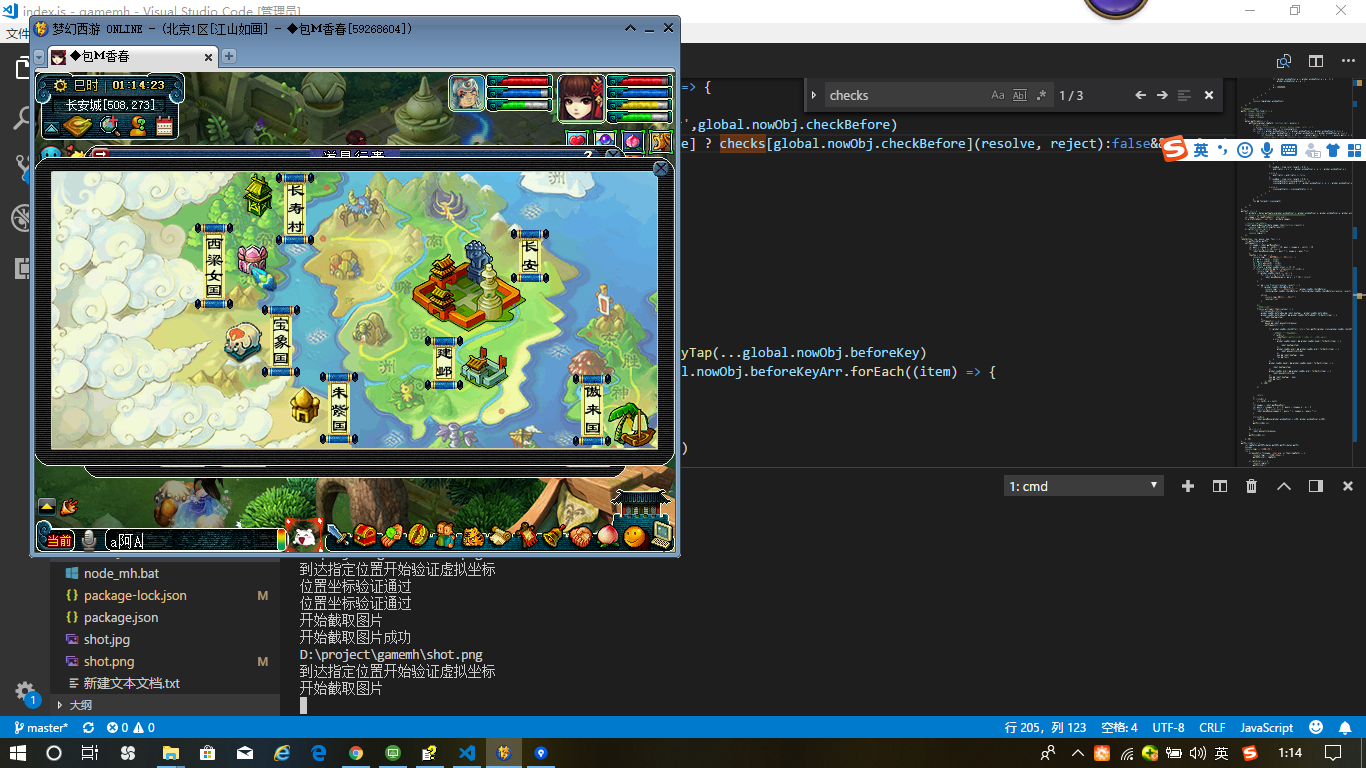 index.js - gamemh - Visual Studio Code [管理员]
文件
梦幻西游 ONLINE - (北京1区[江山如画] - ◆包M香春[59268604])
◆包M香春
巳时 01:14:23
长安城[508,273]
=> {
checks
Aa Abl .* 1 / 3
',global.nowObj.checkBefore)
e] ? checks[global.nowObj.checkBefore](resolve, reject):false&&
英
道具行囊 ?
长寿村
西梁女国
长安
宝象国
建邺
朱紫国
傲来国
yTap(...global.nowObj.beforeKey)
l.nowObj.beforeKeyArr.forEach((item) => {
)
1: cmd
当前
a阿A
node_mh.bat
package-lock.json M
package.json
shot.jpg
shot.png M
新建文本文档.txt
大纲
到达指定位置开始验证虚拟坐标
位置坐标验证通过
位置坐标验证通过
开始截取图片
开始截取图片成功
D:\project\gamemh\shot.png
到达指定位置开始验证虚拟坐标
开始截取图片
1
master* 0 0
行 205，列 123 空格: 4 UTF-8 CRLF JavaScript
英 1:14